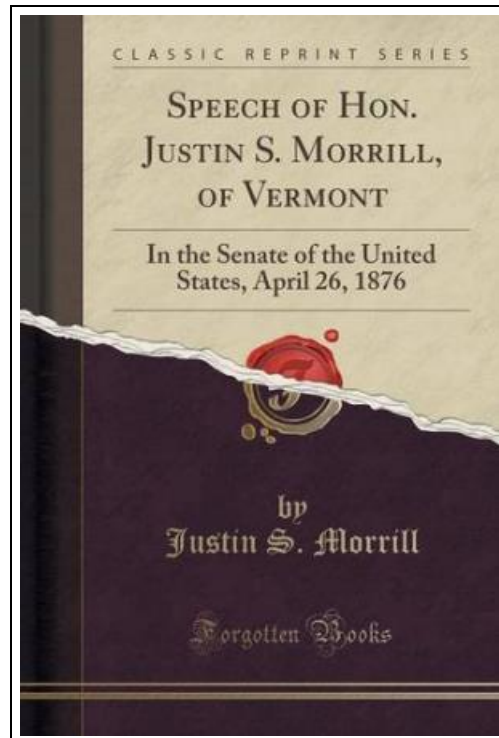 CLASSIC REPRINT SERIES
SPEECH OF HON.
JUSTIN S. MORRILL,
OF VERMONT
In the Senate of the United
States, April 26, 1876
by
Justin S. Morrill
Forgotten Books